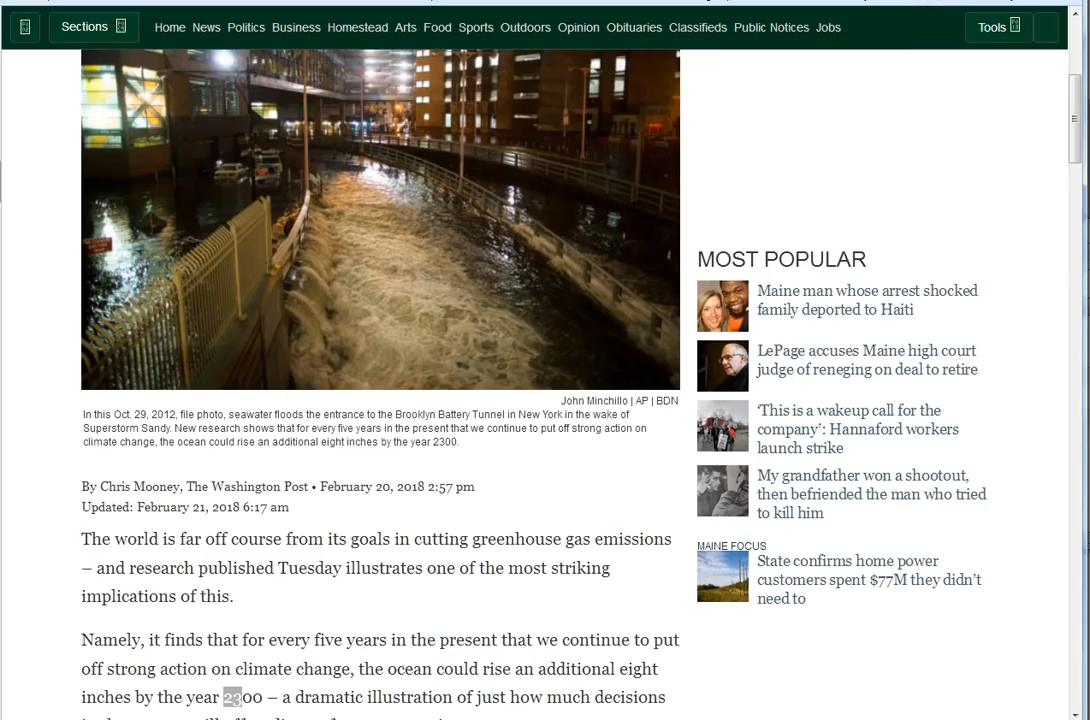 Sections
Home News Politics Business Homestead Arts Food Sports Outdoors Opinion Obituaries Classifieds Public Notices Jobs
Tools
John Minchillo | AP | BDN
In this Oct. 29, 2012, file photo, seawater floods the entrance to the Brooklyn Battery Tunnel in New York in the wake of
Superstorm Sandy. New research shows that for every five years in the present that we continue to put off strong action on
climate change, the ocean could rise an additional eight inches by the year 2300.
By Chris Mooney, The Washington Post • February 20, 2018 2:57 pm
Updated: February 21, 2018 6:17 am
The world is far off course from its goals in cutting greenhouse gas emissions
– and research published Tuesday illustrates one of the most striking
implications of this.
Namely, it finds that for every five years in the present that we continue to put
off strong action on climate change, the ocean could rise an additional eight
inches by the year 2300 – a dramatic illustration of just how much decisions
MOST POPULAR
Maine man whose arrest shocked
family deported to Haiti
LePage accuses Maine high court
judge of reneging on deal to retire
‘This is a wakeup call for the
company’: Hannaford workers
launch strike
My grandfather won a shootout,
then befriended the man who tried
to kill him
MAINE FOCUS
State confirms home power
customers spent $77M they didn’t
need to